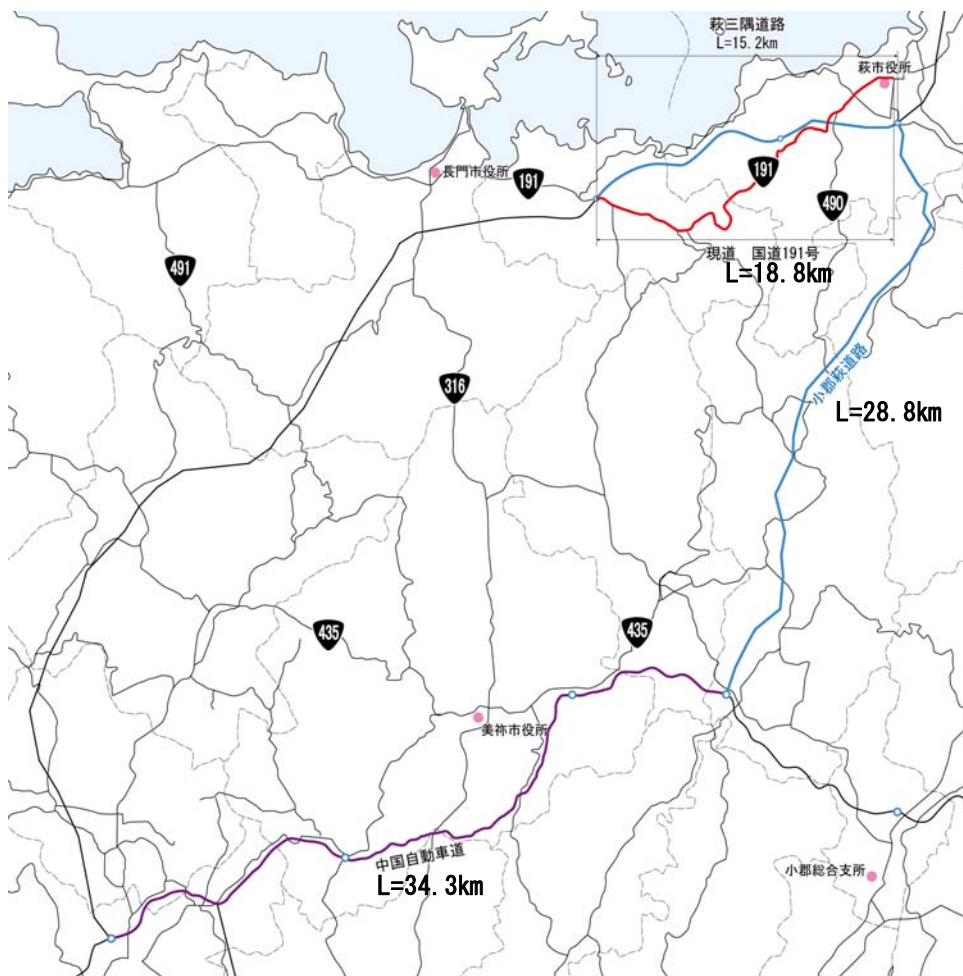 萩三隅道路
L=15.2km
萩市役所
長門市役所
191
191
490
491
現道 国道191号
L=18.8km
小郡萩道路
L=28.8km
316
435
435
美祢市役所
中国自動車道
L=34.3km
小郡総合支所